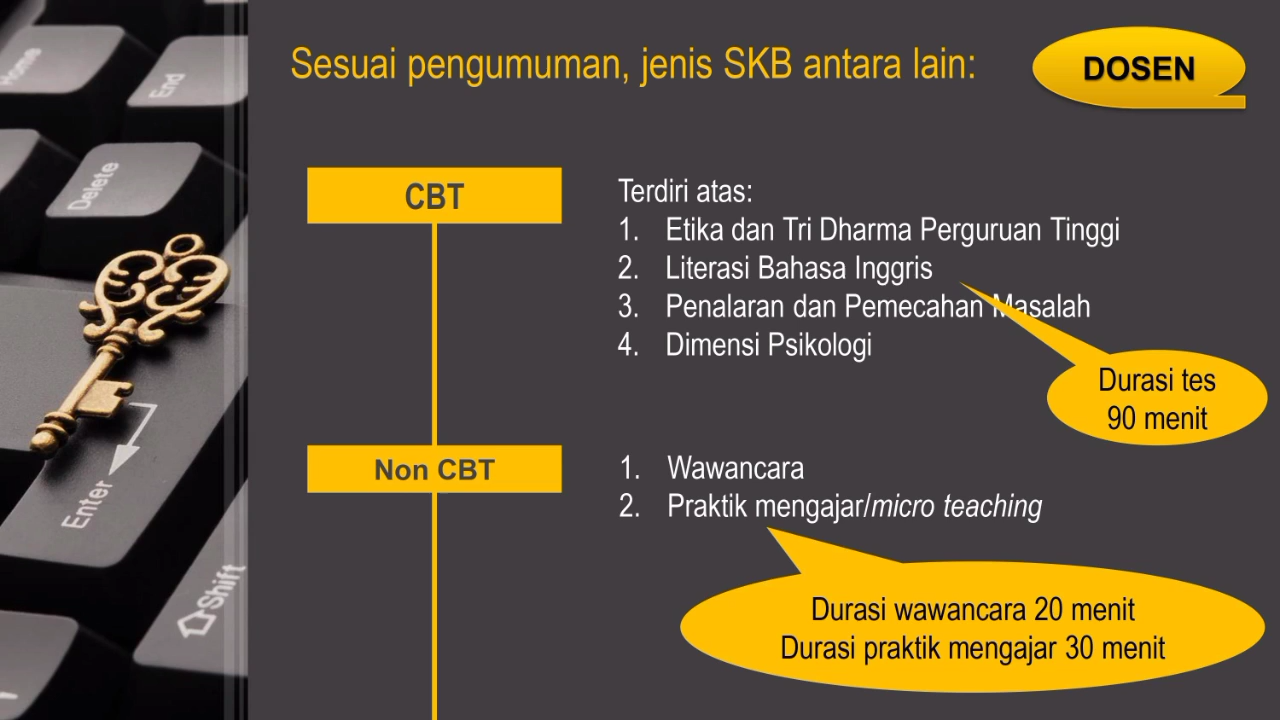 Sesuai pengumuman, jenis SKB antara lain:
DOSEN
CBT
Terdiri atas:
1. Etika dan Tri Dharma Perguruan Tinggi
2. Literasi Bahasa Inggris
3. Penalaran dan Pemecahan Masalah
4. Dimensi Psikologi
Durasi tes
90 menit
Non CBT
1. Wawancara
2. Praktik mengajar/micro teaching
Durasi wawancara 20 menit
Durasi praktik mengajar 30 menit
Home
End
Delete
Enter
Shift